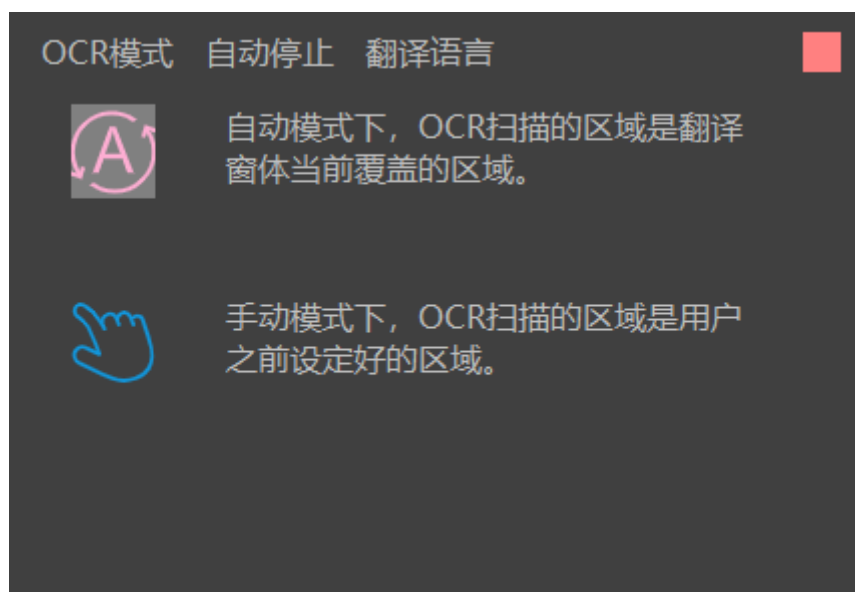 OCR模式 自动停止 翻译语言
A
自动模式下，OCR扫描的区域是翻译
窗体当前覆盖的区域。
手动模式下，OCR扫描的区域是用户
之前设定好的区域。